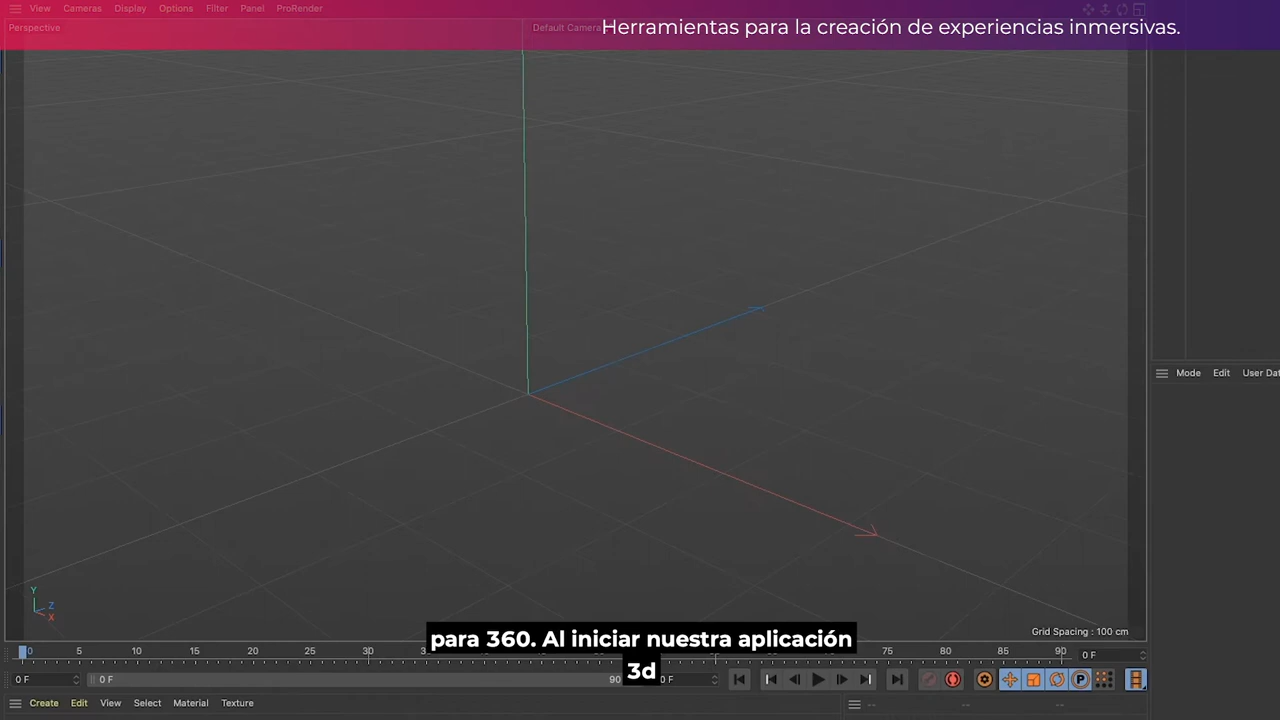 View Cameras Display Options Filter Panel ProRender
Herramientas para la creación de experiencias inmersivas.
Perspective
Default Camera
Mode Edit User Dat
Y
Z
X
Grid Spacing : 100 cm
para 360. Al iniciar nuestra aplicación
3d
0 5 10 15 20 25 30 75 80 85 90
0 F
0 F 0 F 90 F
Create Edit View Select Material Texture
-- -- --